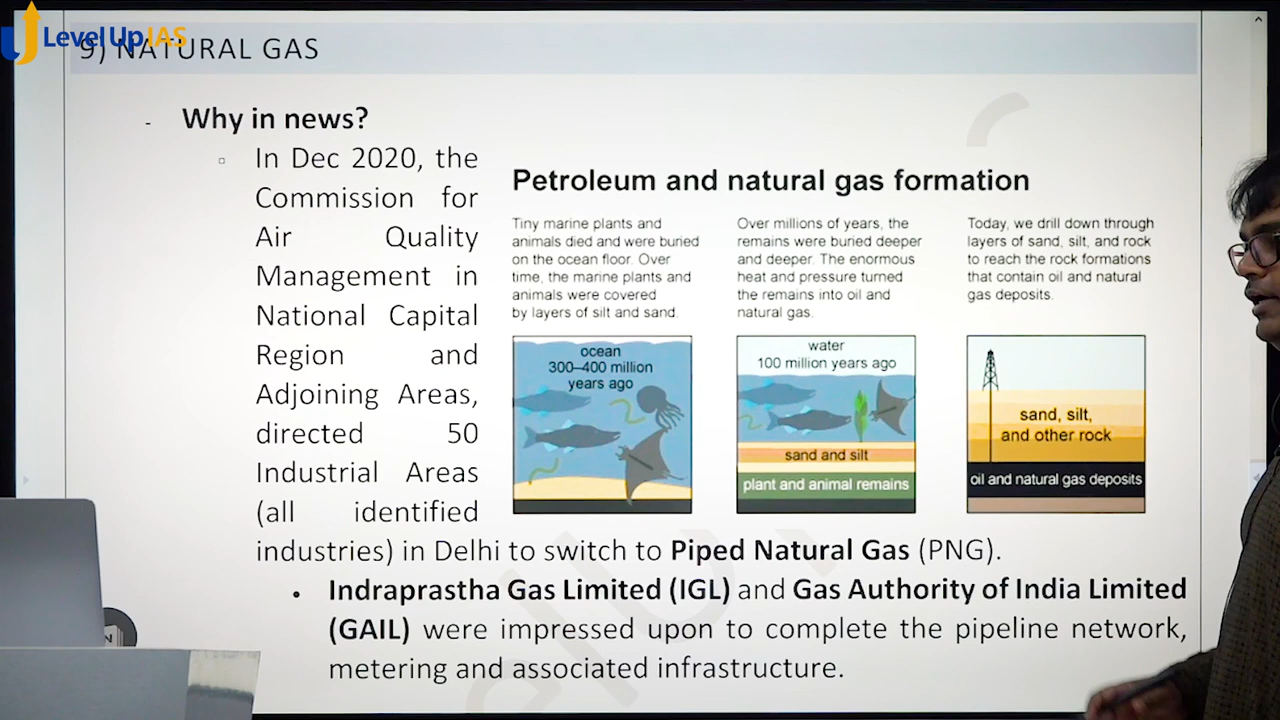 Level Up IAS
9) NATURAL GAS
- Why in news?
In Dec 2020, the
Commission for
Air Quality
Management in
National Capital
Region and
Adjoining Areas,
directed 50
Industrial Areas
(all identified
industries) in Delhi to switch to Piped Natural Gas (PNG).
• Indraprastha Gas Limited (IGL) and Gas Authority of India Limited
(GAIL) were impressed upon to complete the pipeline network,
metering and associated infrastructure.
Petroleum and natural gas formation
Tiny marine plants and
animals died and were buried
on the ocean floor. Over
time, the marine plants and
animals were covered
by layers of silt and sand.
ocean
300–400 million
years ago
Over millions of years, the
remains were buried deeper
and deeper. The enormous
heat and pressure turned
the remains into oil and
natural gas.
water
100 million years ago
sand and silt
plant and animal remains
Today, we drill down through
layers of sand, silt, and rock
to reach the rock formations
that contain oil and natural
gas deposits.
sand, silt,
and other rock
oil and natural gas deposits